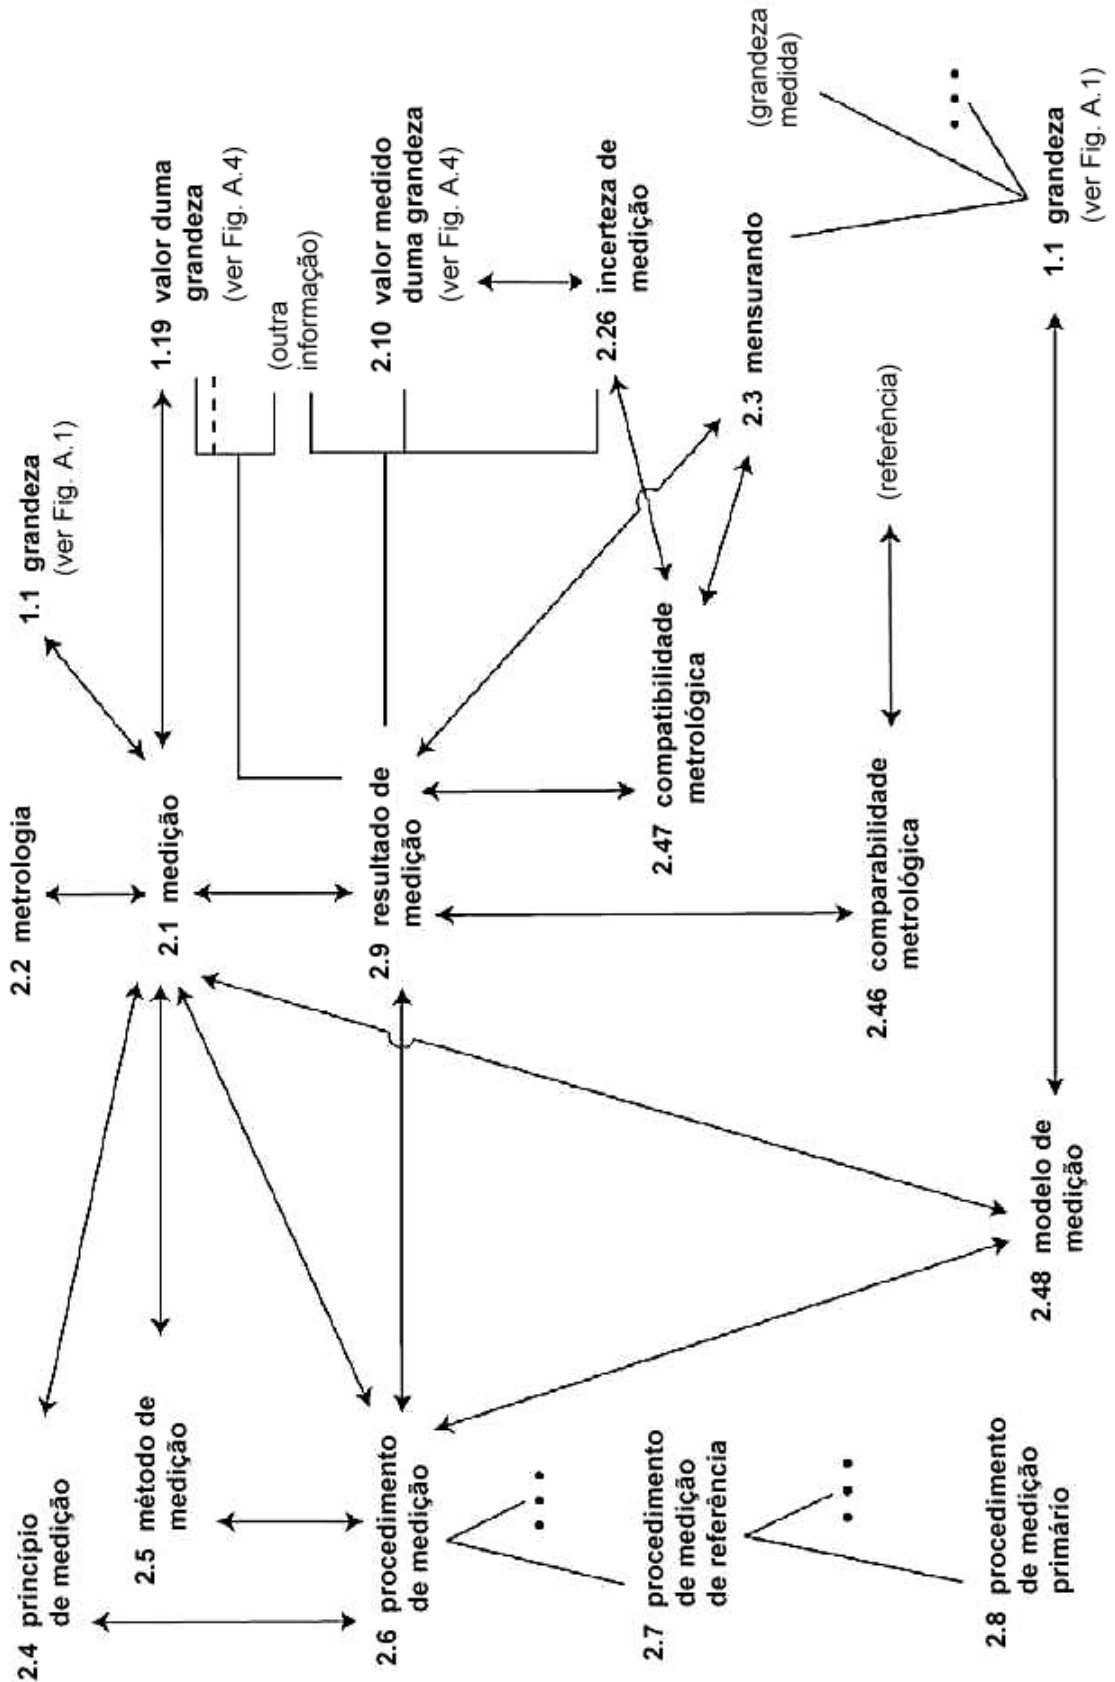 2.2 metrologia
1.1 grandeza
(ver Fig. A.1)
2.4 princípio
de medição
2.1 medição
1.19 valor duma
grandeza
(ver Fig. A.4)
2.5 método de
medição
(outra
informação)
2.6 procedimento
de medição
2.9 resultado de
medição
2.10 valor medido
duma grandeza
(ver Fig. A.4)
2.26 incerteza de
medição
2.7 procedimento
de medição
de referência
2.47 compatibilidade
metrológica
2.3 mensurando
(grandeza
medida)
2.46 comparabilidade
metrológica
(referência)
2.8 procedimento
de medição
primário
2.48 modelo de
medição
1.1 grandeza
(ver Fig. A.1)